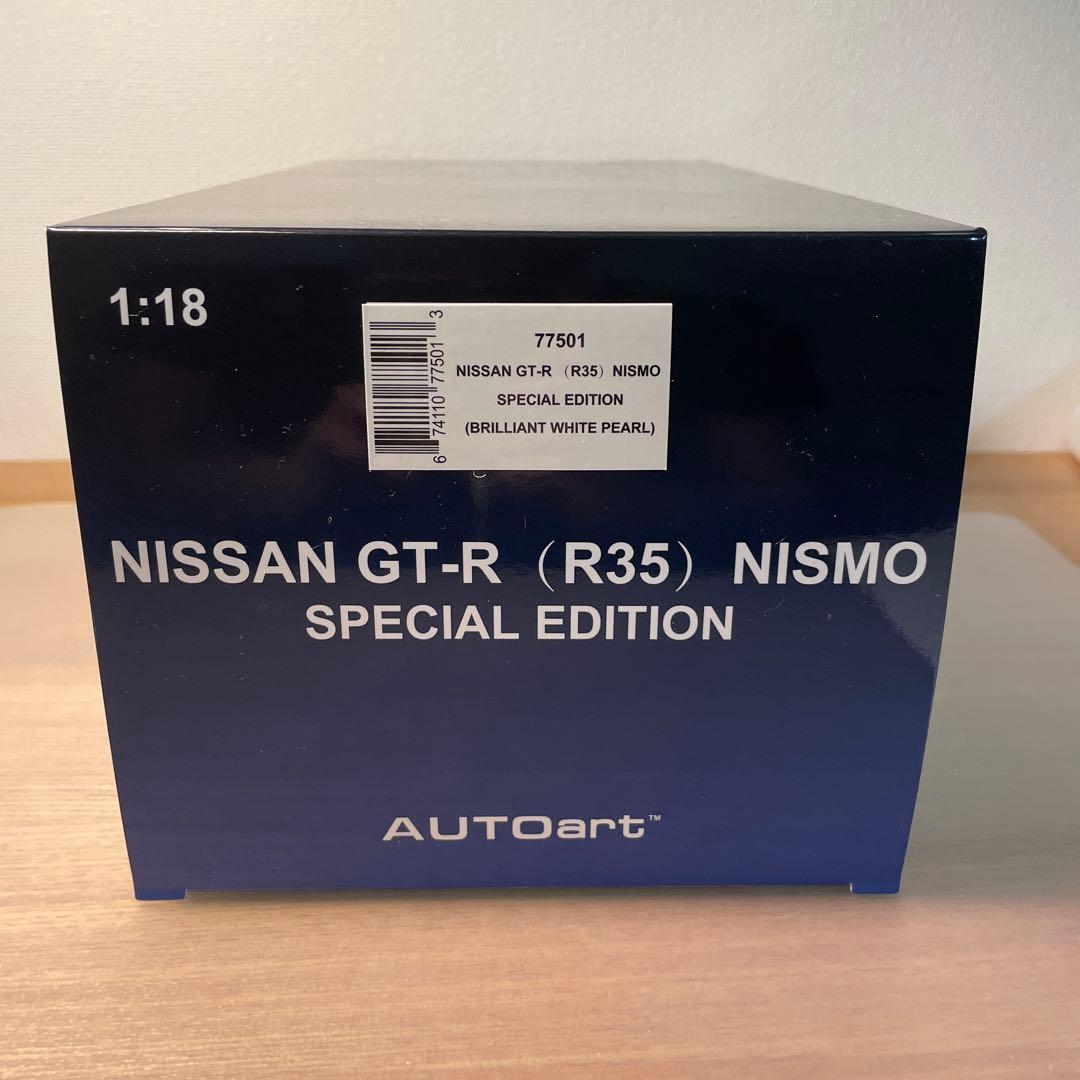 1:18
6 74110 77501 3
77501
NISSAN GT-R （R35）NISMO
SPECIAL EDITION
(BRILLIANT WHITE PEARL)
NISSAN GT-R （R35） NISMO
SPECIAL EDITION
AUTOart™